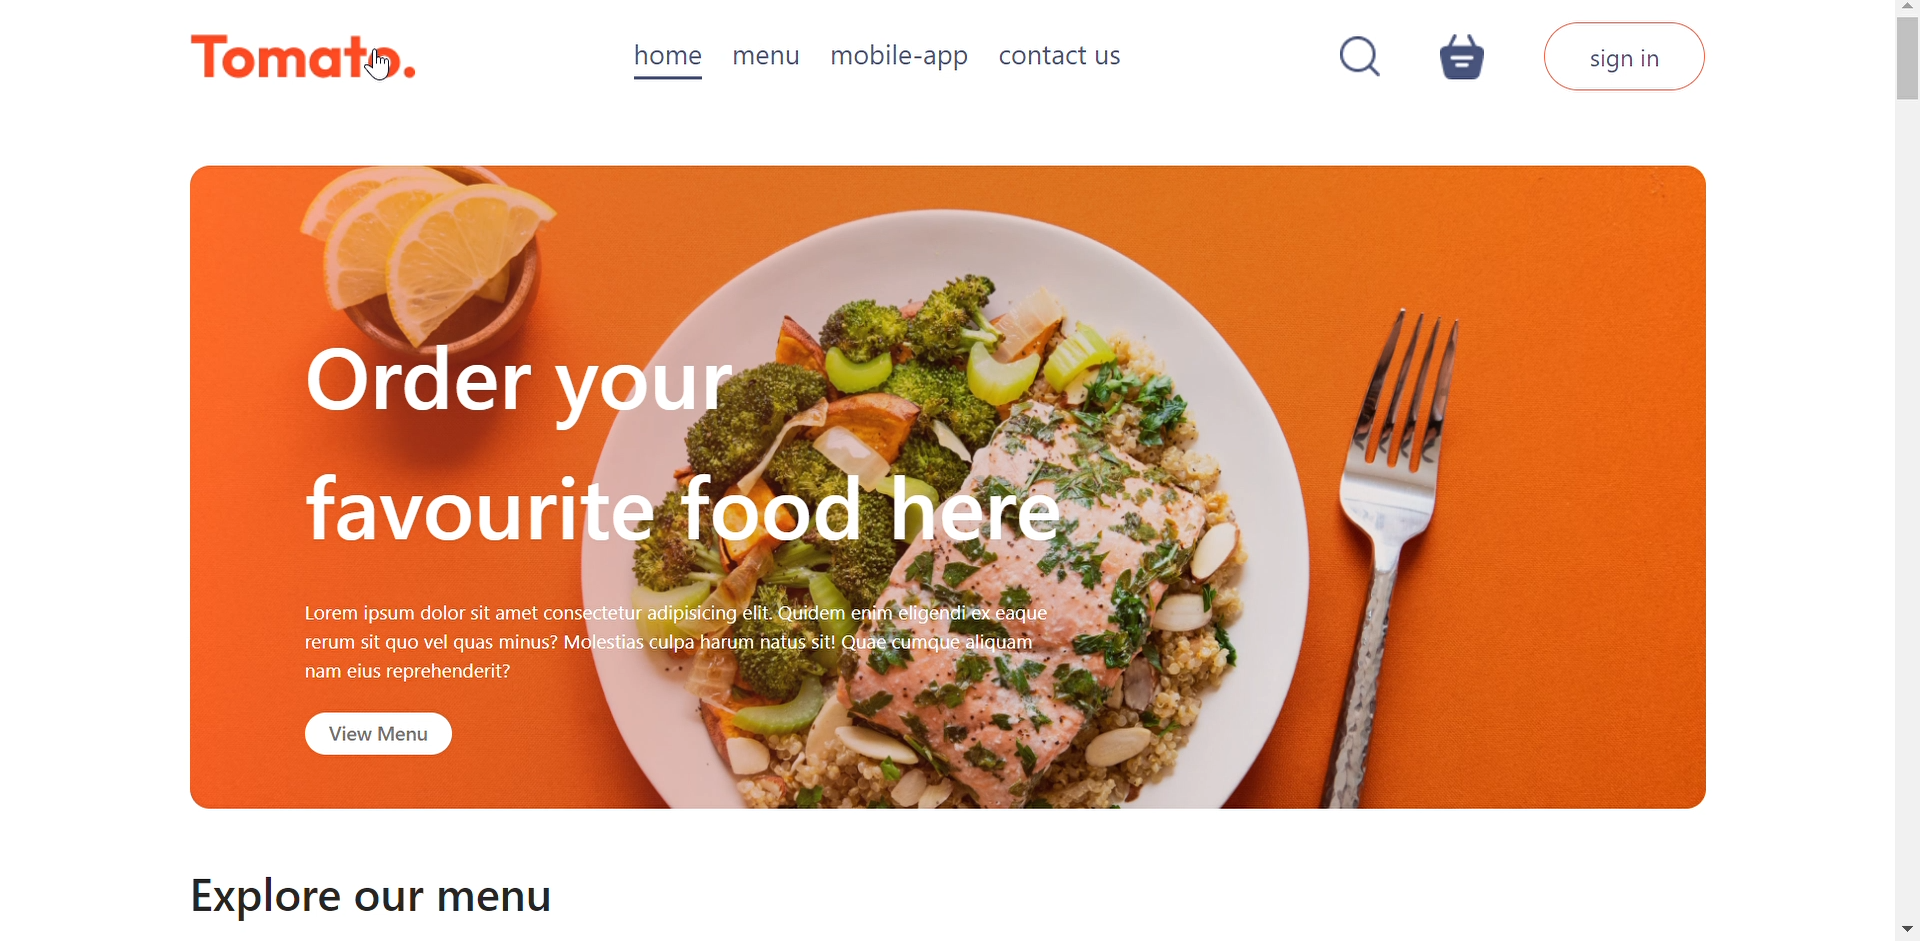 Tomato.
home menu mobile-app contact us sign in
Order your
favourite food here
Lorem ipsum dolor sit amet consectetur adipisicing elit. Quidem enim eligendi ex eaque
rerum sit quo vel quas minus? Molestias culpa harum natus sit! Quae cumque aliquam
nam eius reprehenderit?
View Menu
Explore our menu